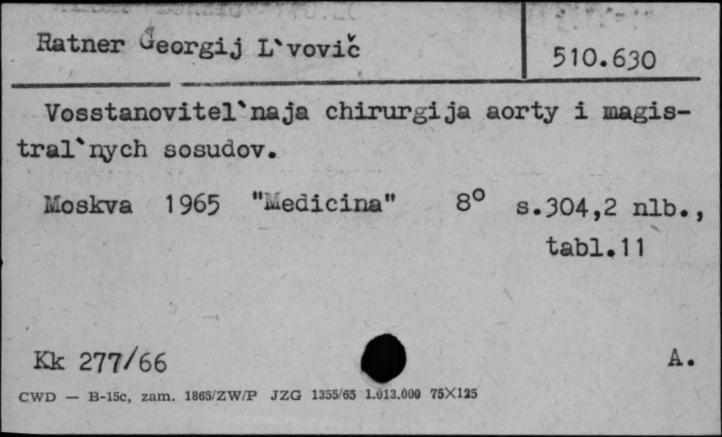 Ratner Georgij L`vovič
510.630
Vosstanovitel`naja chirurgija aorty i magis-
tral`nych sosudov.
Moskva 1965 "Medicina" 8° s.304,2 nlb.,
tabl.11
Kk 277/66
A.
CWD — B-15c, zam. 1865/ZW/P JZG 1355/65 1.013.000 75X125